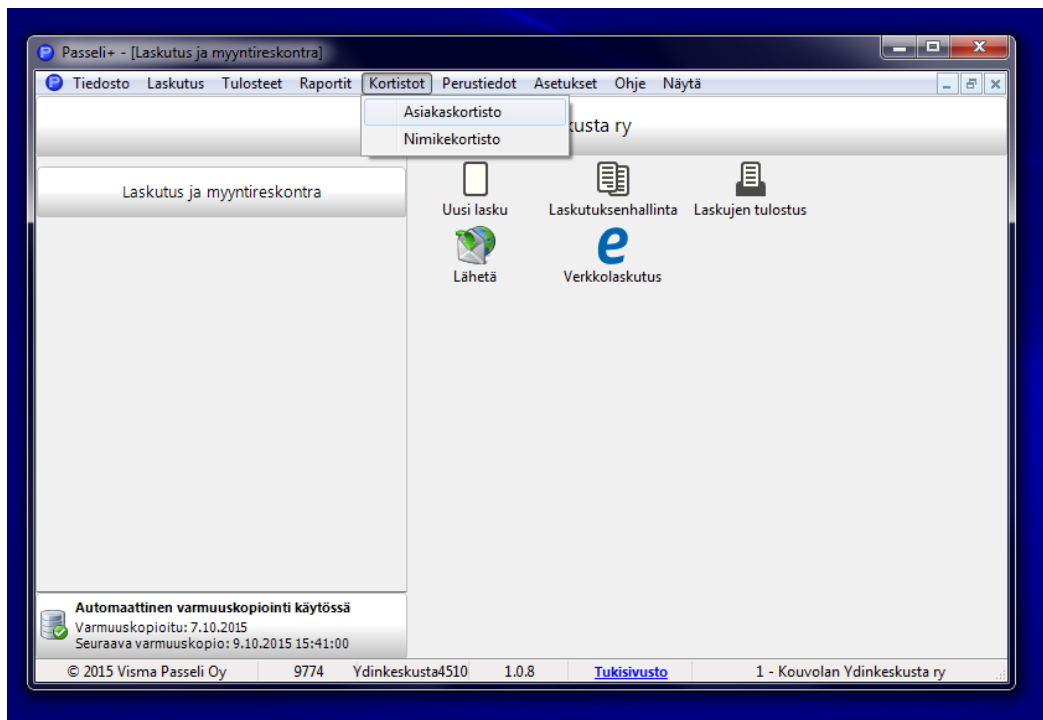 Passeli+ - [Laskutus ja myyntireskontra]
Tiedosto Laskutus Tulosteet Raportit Kortistot Perustiedot Asetukset Ohje Näytä
Asiakaskortisto
Nimikekortisto
kusta ry
Laskutus ja myyntireskontra
Uusi lasku Laskutuksenhallinta Laskujen tulostus
Lähetä Verkkolaskutus
Automaattinen varmuuskopiointi käytössä
Varmuuskopioitu: 7.10.2015
Seuraava varmuuskopio: 9.10.2015 15:41:00
© 2015 Visma Passeli Oy 9774 Ydinkeskusta4510 1.0.8 Tukisivusto 1 - Kouvolan Ydinkeskusta ry